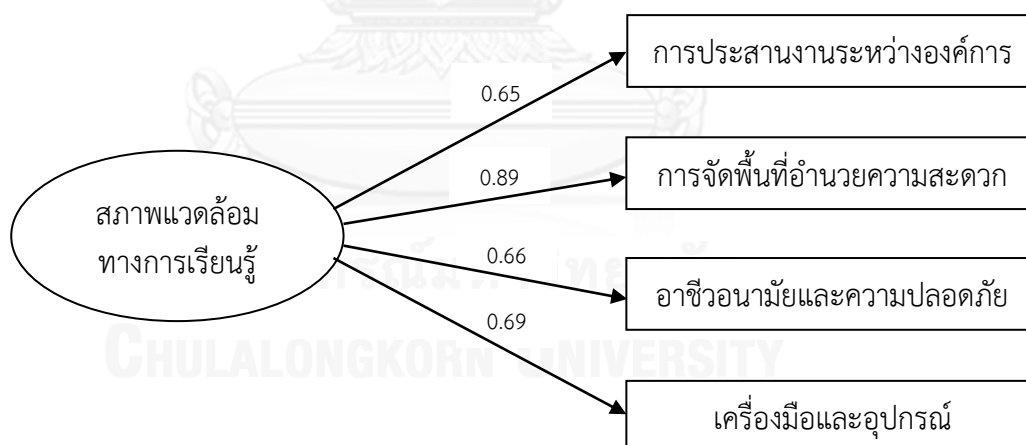 การประสานงานระหว่างองค์การ
0.65
การจัดพื้นที่อำนวยความสะดวก
0.89
สภาพแวดล้อม
ทางการเรียนรู้
0.66
อาชีวอนามัยและความปลอดภัย
0.69
CHULALONGKORN UNIVERSITY
เครื่องมือและอุปกรณ์